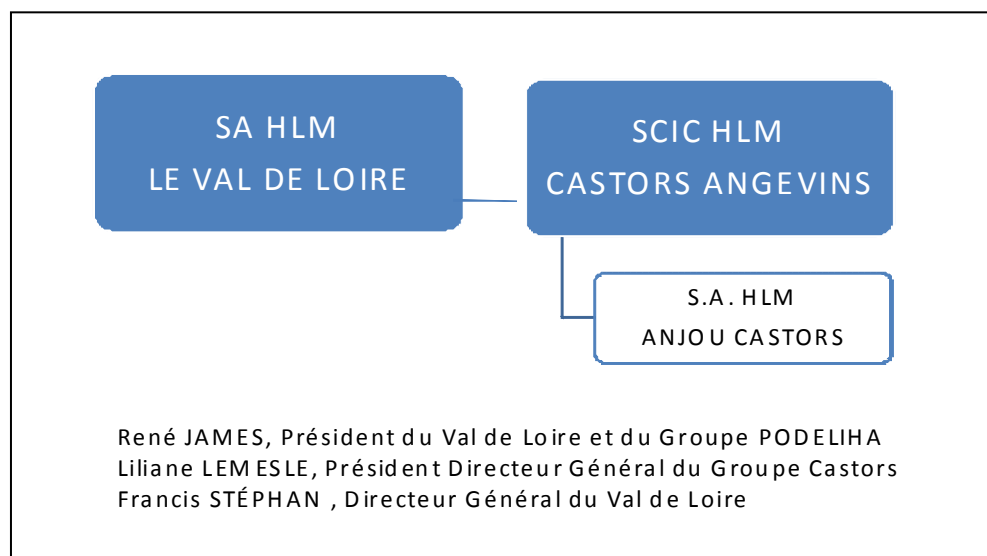 SA HLM
LE VAL DE LOIRE
SCIC HLM
CASTORS ANGEVINS
S.A. HLM
ANJOU CASTORS
René JAMES, Président du Val de Loire et du Groupe PODELIHA
Liliane LEMESLE, Président Directeur Général du Groupe Castors
Francis STÉPHAN , Directeur Général du Val de Loire